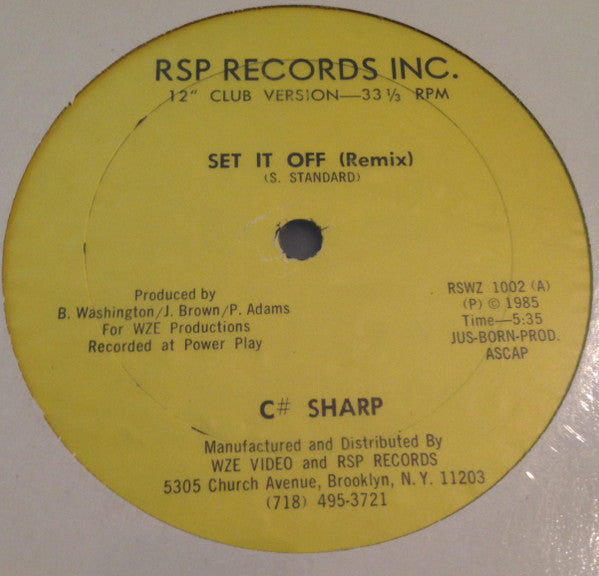 RSP RECORDS INC.
12" CLUB VERSION—33 ⅓ RPM
SET IT OFF (Remix)
(S. STANDARD)
Produced by
B. Washington/J. Brown/P. Adams
For WZE Productions
Recorded at Power Play
RSWZ 1002 (A)
(P) © 1985
Time—5:35
JUS-BORN-PROD.
ASCAP
C# SHARP
Manufactured and Distributed By
WZE VIDEO and RSP RECORDS
5305 Church Avenue, Brooklyn, N.Y. 11203
(718) 495-3721